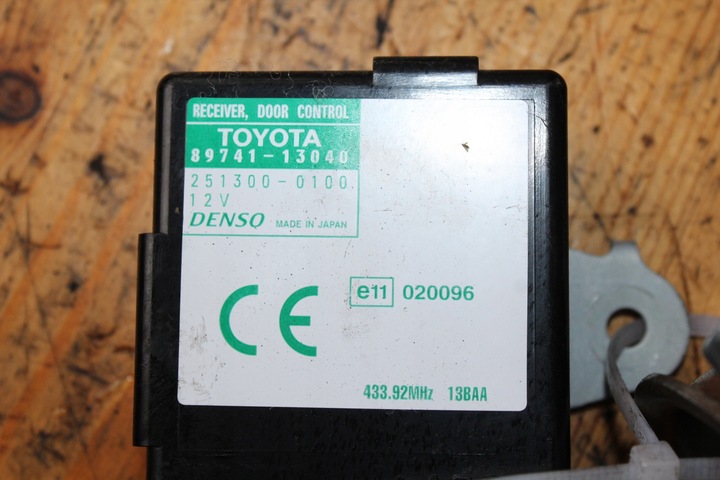 RECEIVER, DOOR CONTROL
TOYOTA
89741-13040
251300-0100
12V
DENSO MADE IN JAPAN
CE e11 020096
433.92MHz 13BAA